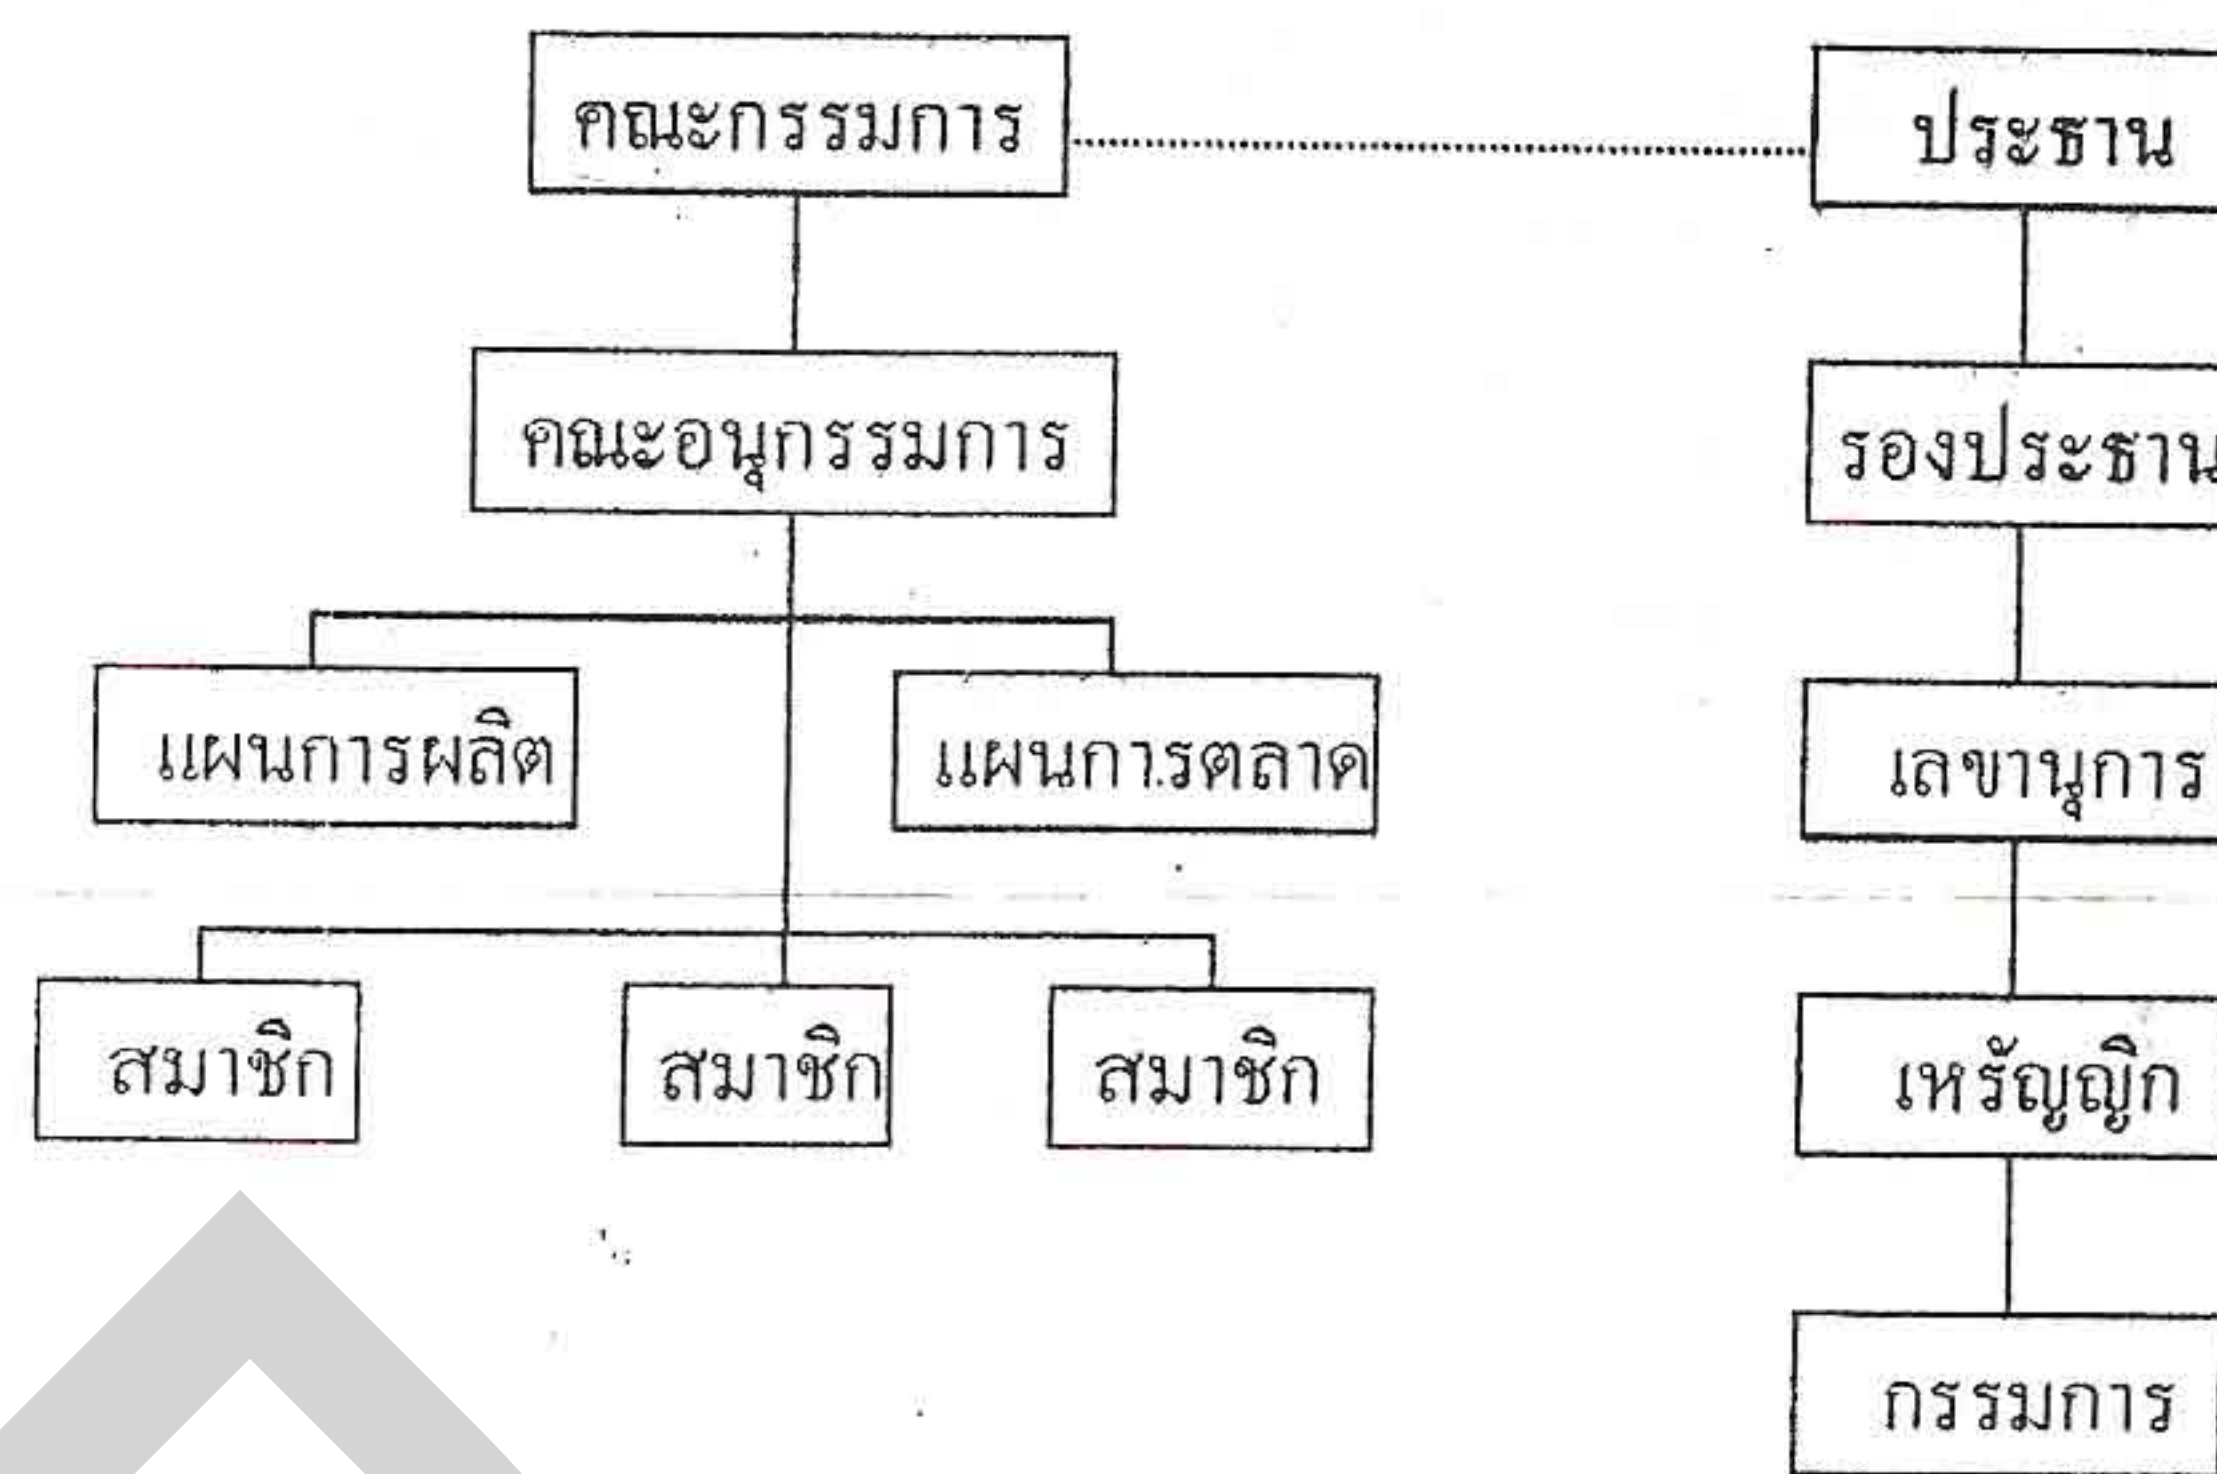 คณะกรรมการ
ประธาน
คณะอนุกรรมการ
รองประธาน
แผนการผลิต
แผนการตลาด
เลขานุการ
สมาชิก
สมาชิก
สมาชิก
เหรัญญิก
กรรมการ